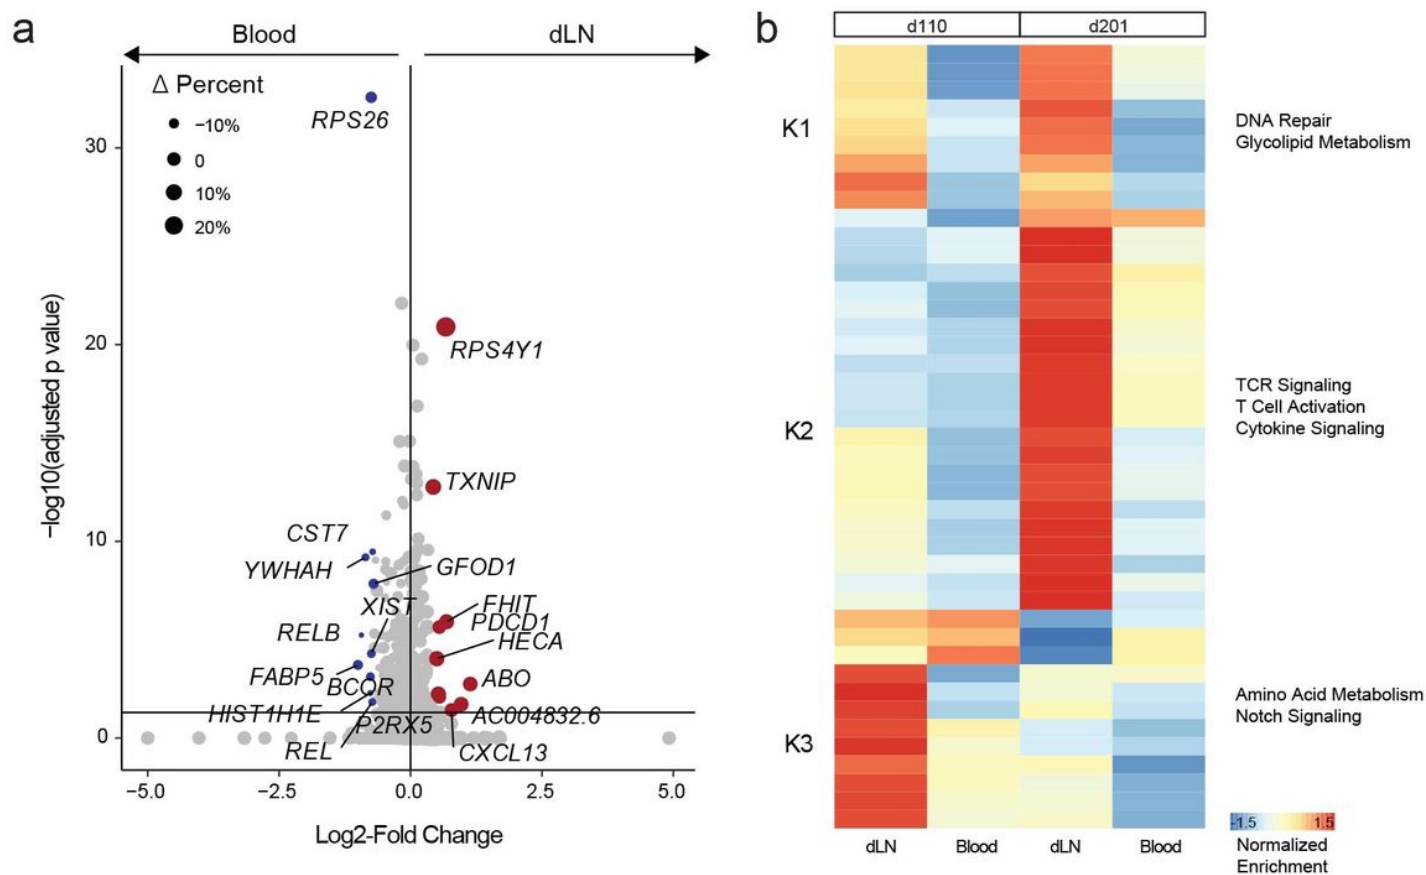 a
Blood
dLN
Δ Percent
−10%
0
10%
20%
RPS26
RPS4Y1
TXNIP
CST7
YWHAH
GFOD1
XIST
FHIT
PDCD1
RELB
HECA
FABP5
BCOR
ABO
HIST1H1E
P2RX5
AC004832.6
REL
CXCL13
30
20
10
0
−log10(adjusted p value)
−5.0
−2.5
0.0
2.5
5.0
Log2-Fold Change
b
d110
d201
K1
DNA Repair
Glycolipid Metabolism
K2
TCR Signaling
T Cell Activation
Cytokine Signaling
K3
Amino Acid Metabolism
Notch Signaling
dLN
Blood
dLN
Blood
-1.5
1.5
Normalized
Enrichment